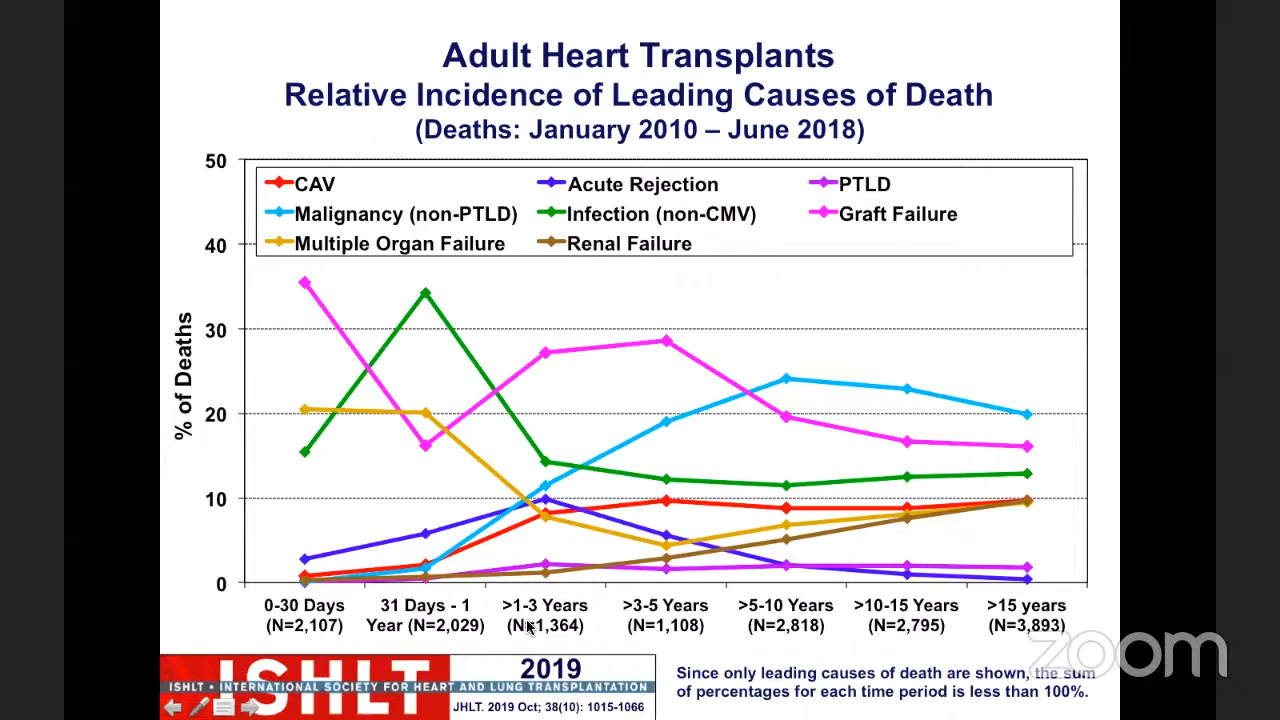 Adult Heart Transplants
Relative Incidence of Leading Causes of Death
(Deaths: January 2010 – June 2018)
50
CAV
Acute Rejection
PTLD
Malignancy (non-PTLD)
Infection (non-CMV)
Graft Failure
Multiple Organ Failure
Renal Failure
40
30
20
10
0
% of Deaths
0-30 Days
(N=2,107)
31 Days - 1
Year (N=2,029)
>1-3 Years
(N=1,364)
>3-5 Years
(N=1,108)
>5-10 Years
(N=2,818)
>10-15 Years
(N=2,795)
>15 years
(N=3,893)
zoom
ISHLT
ISHLT • INTERNATIONAL SOCIETY FOR HEART AND LUNG TRANSPLANTATION
2019
JHLT. 2019 Oct; 38(10): 1015-1066
Since only leading causes of death are shown, the sum
of percentages for each time period is less than 100%.